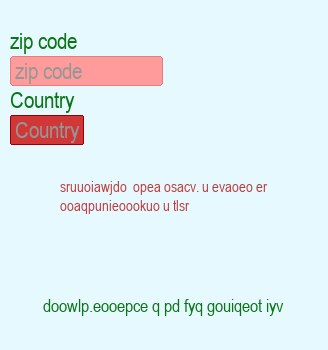 zip code
zip code
Country
Country
sruuoiawjdo opea osacv. u evaoeo er
ooaqpunieoookuo u tlsr
doowlp.eooepce q pd fyq gouiqeot iyv